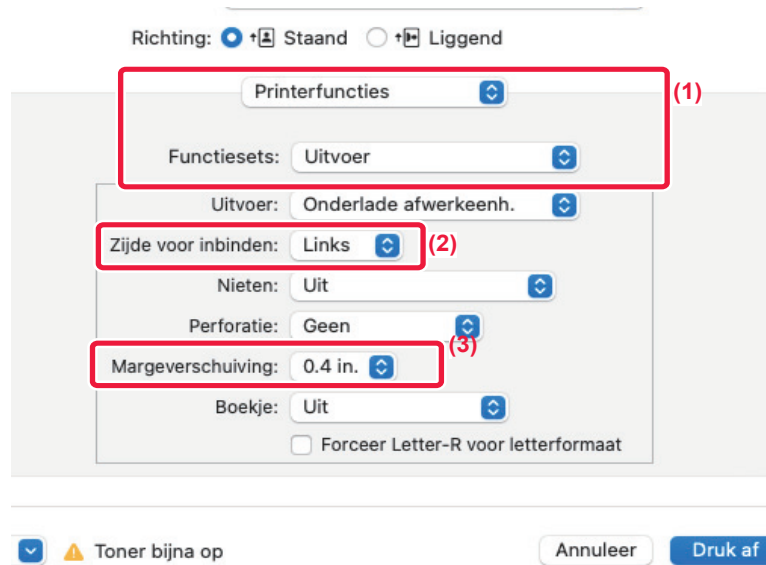 Richting: Staand Liggend
Printerfuncties (1)
Functiesets: Uitvoer
Uitvoer: Onderlade afwerkeenh.
Zijde voor inbinden: Links (2)
Nieten: Uit
Perforatie: Geen
(3)
Margeverschuiving: 0.4 in.
Boekje: Uit
Forceer Letter-R voor letterformaat
Toner bijna op Annuleer Druk af